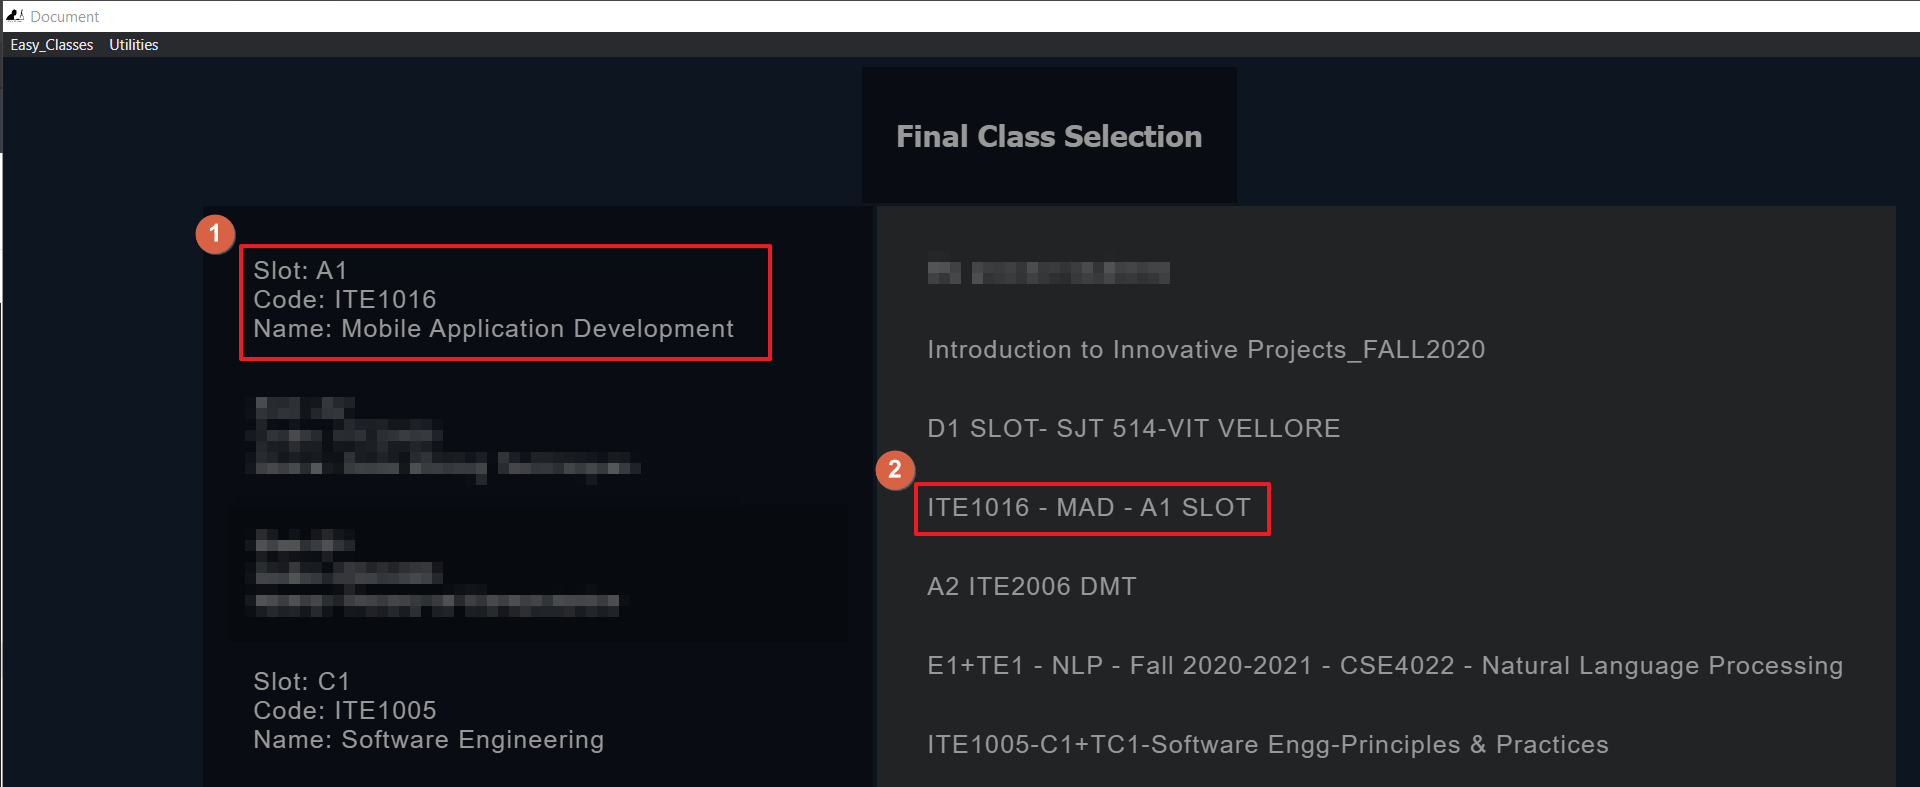 Document
Easy_Classes Utilities
Final Class Selection
1
Slot: A1
Code: ITE1016
Name: Mobile Application Development
Slot: C1
Code: ITE1005
Name: Software Engineering
Introduction to Innovative Projects_FALL2020
D1 SLOT- SJT 514-VIT VELLORE
2
ITE1016 - MAD - A1 SLOT
A2 ITE2006 DMT
E1+TE1 - NLP - Fall 2020-2021 - CSE4022 - Natural Language Processing
ITE1005-C1+TC1-Software Engg-Principles & Practices